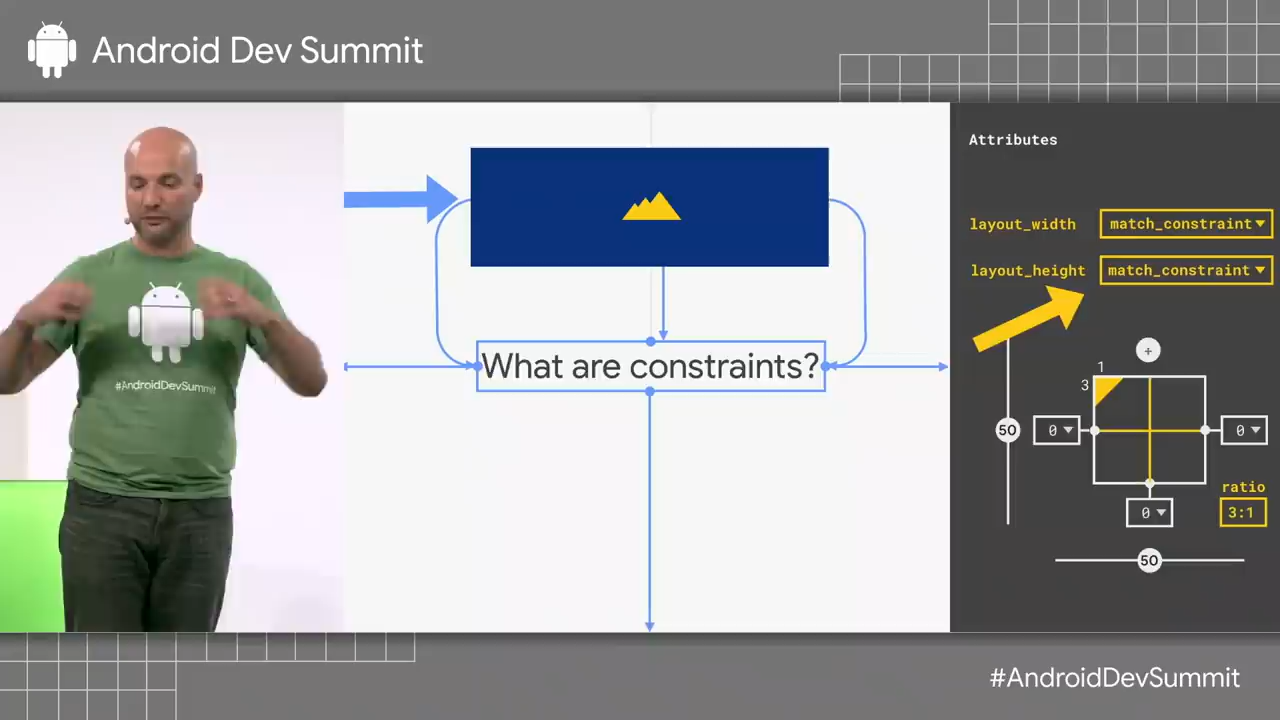 Android Dev Summit
#AndroidDevSummit
What are constraints?
Attributes
layout_width match_constraint
layout_height match_constraint
1
3
50
0
0
0
ratio
3:1
50
#AndroidDevSummit